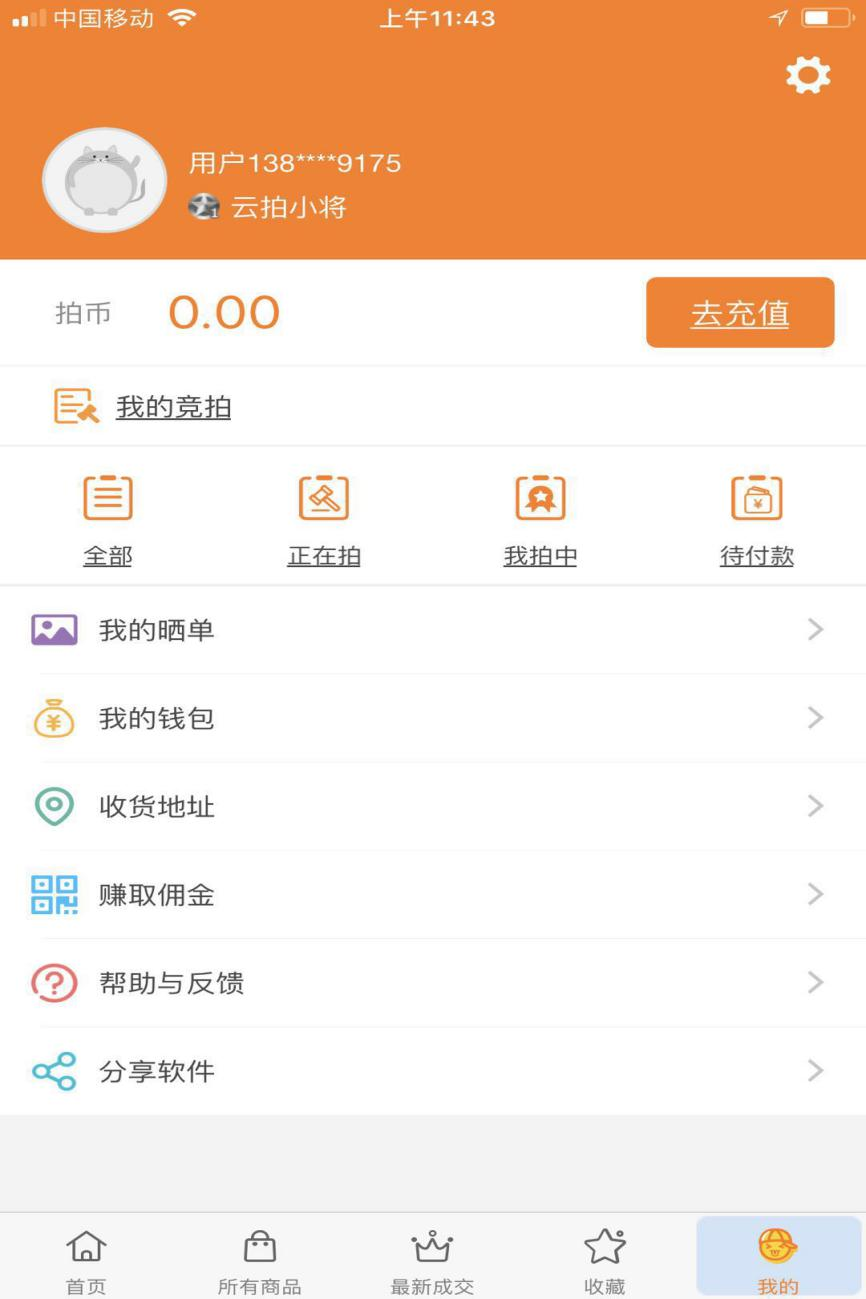 中国移动 上午11:43
用户138****9175
1 云拍小将
拍币 0.00 去充值
我的竞拍
全部 正在拍 我拍中 待付款
我的晒单
我的钱包
收货地址
赚取佣金
帮助与反馈
分享软件
首页 所有商品 最新成交 收藏 我的